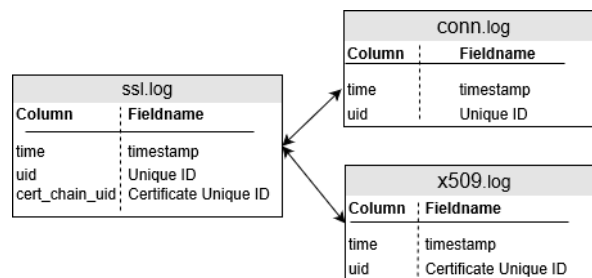 ssl.log
Column Fieldname
time timestamp
uid Unique ID
cert_chain_uid Certificate Unique ID
conn.log
Column Fieldname
time timestamp
uid Unique ID
x509.log
Column Fieldname
time timestamp
uid Certificate Unique ID